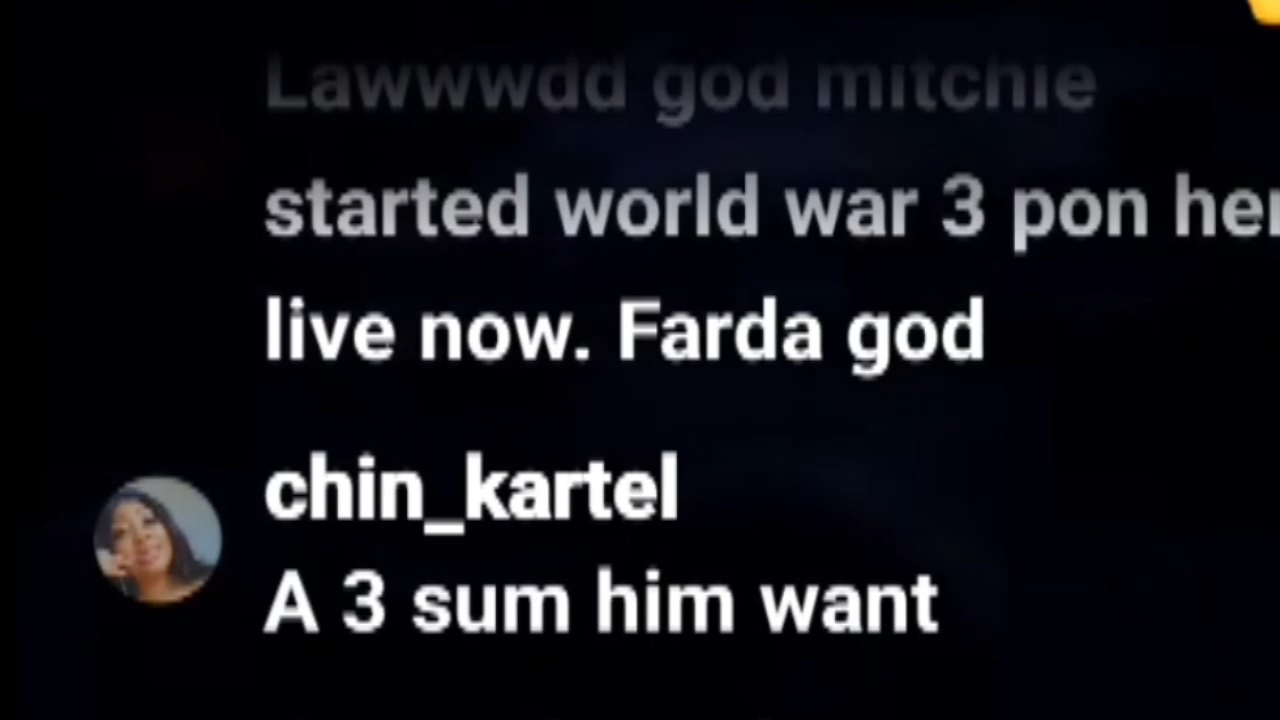 Lawwwdd god mitchie
started world war 3 pon her
live now. Farda god
chin_kartel
A 3 sum him want